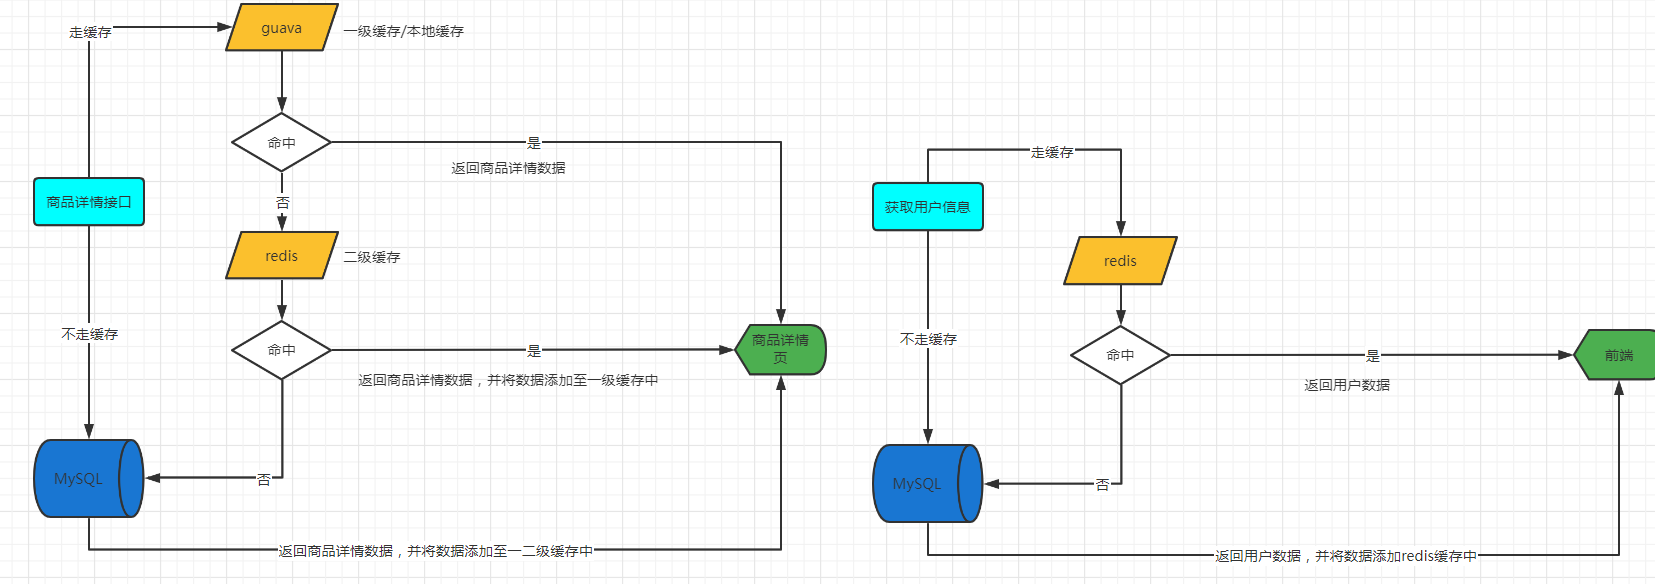 走缓存
guava
一级缓存/本地缓存
命中
是
返回商品详情数据
否
商品详情接口
redis
二级缓存
不走缓存
命中
是
返回商品详情数据，并将数据添加至一级缓存中
商品详情
页
否
MySQL
返回商品详情数据，并将数据添加至一二级缓存中
走缓存
获取用户信息
redis
不走缓存
命中
是
返回用户数据
前端
否
MySQL
返回用户数据，并将数据添加redis缓存中